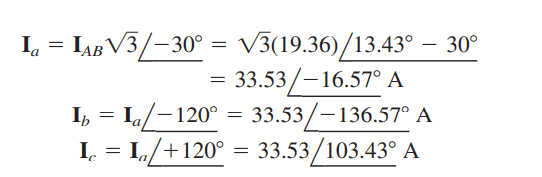 I_a = I_AB √3 /−30° = √3(19.36) /13.43° − 30°
= 33.53 /−16.57° A
I_b = I_a /−120° = 33.53 /−136.57° A
I_c = I_a /+120° = 33.53 /103.43° A